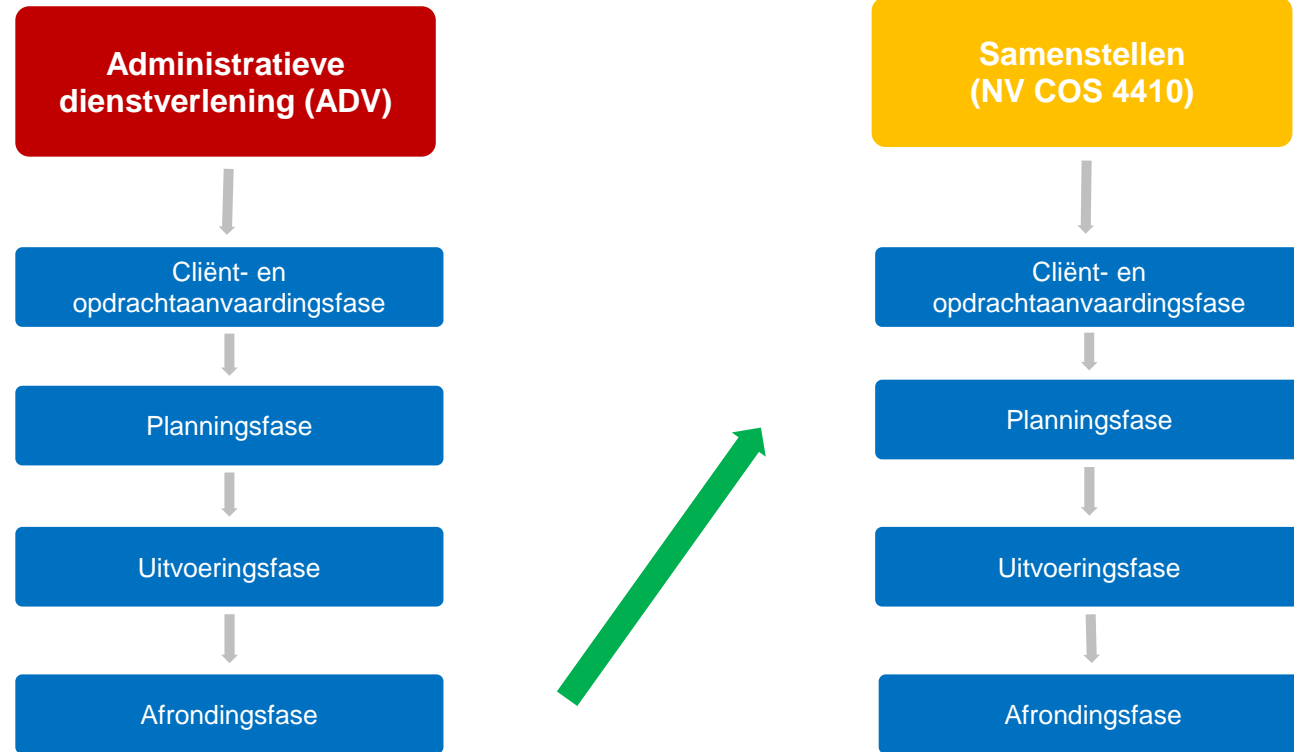 Administratieve
dienstverlening (ADV)
Cliënt- en
opdrachtaanvaardingsfase
Planningsfase
Uitvoeringsfase
Afrondingsfase
Samenstellen
(NV COS 4410)
Cliënt- en
opdrachtaanvaardingsfase
Planningsfase
Uitvoeringsfase
Afrondingsfase